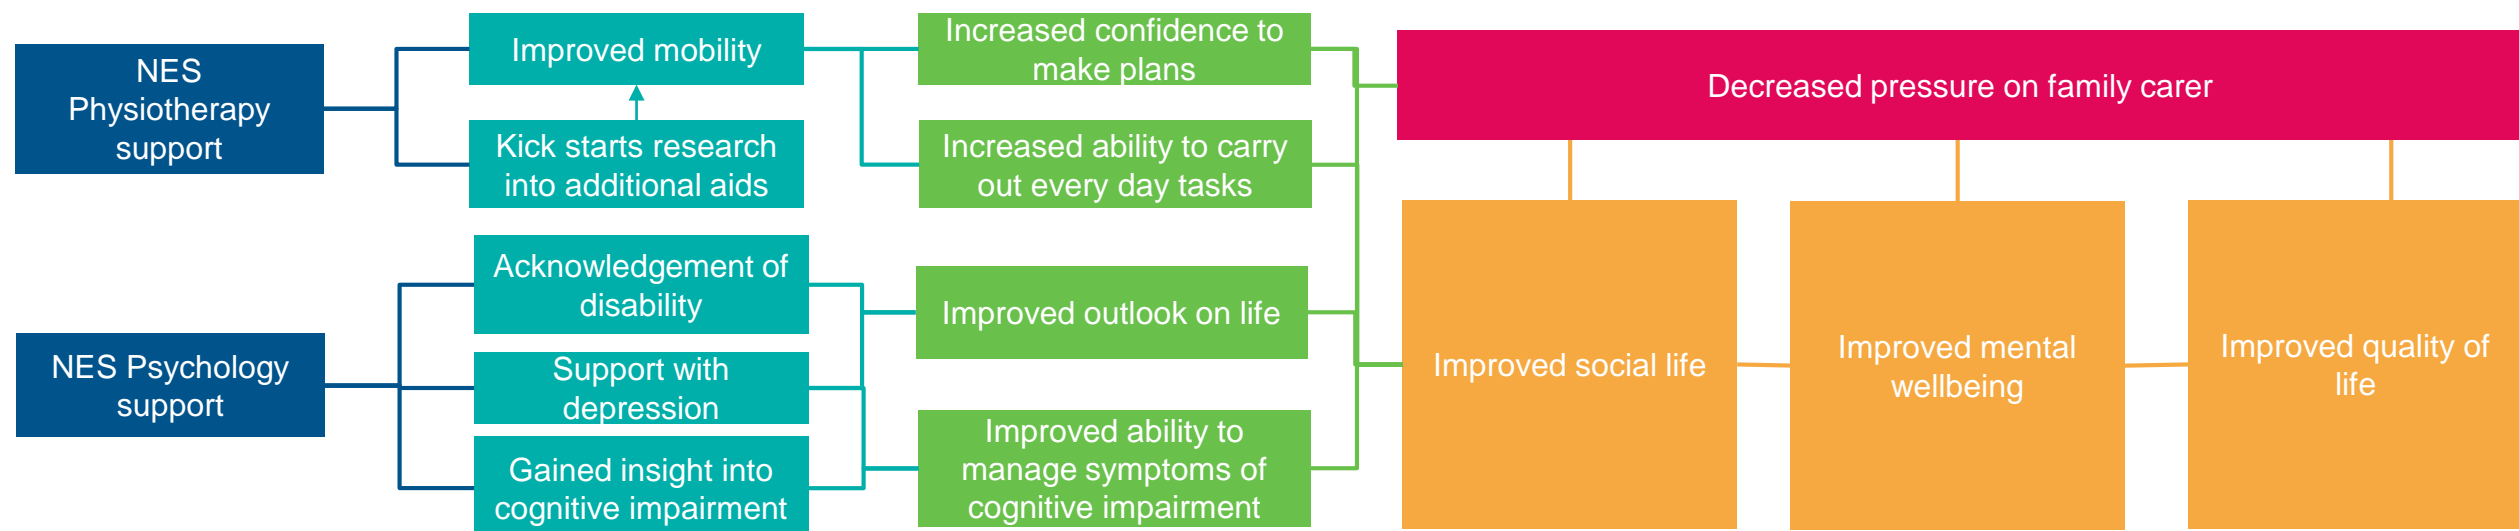 NES
Physiotherapy
support
Improved mobility
Kick starts research
into additional aids
Increased confidence to
make plans
Increased ability to carry
out every day tasks
Decreased pressure on family carer
NES Psychology
support
Acknowledgement of
disability
Support with
depression
Gained insight into
cognitive impairment
Improved outlook on life
Improved ability to
manage symptoms of
cognitive impairment
Improved social life
Improved mental
wellbeing
Improved quality of
life